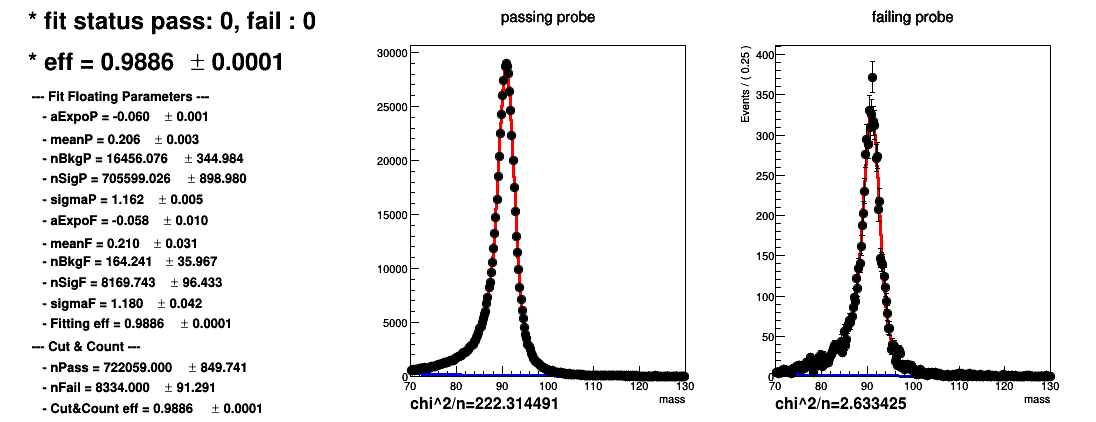 * fit status pass: 0, fail : 0
* eff = 0.9886 ± 0.0001
--- Fit Floating Parameters ---
- aExpoP = -0.060 ± 0.001
- meanP = 0.206 ± 0.003
- nBkgP = 16456.076 ± 344.984
- nSigP = 705599.026 ± 898.980
- sigmaP = 1.162 ± 0.005
- aExpoF = -0.058 ± 0.010
- meanF = 0.210 ± 0.031
- nBkgF = 164.241 ± 35.967
- nSigF = 8169.743 ± 96.433
- sigmaF = 1.180 ± 0.042
- Fitting eff = 0.9886 ± 0.0001
--- Cut & Count ---
- nPass = 722059.000 ± 849.741
- nFail = 8334.000 ± 91.291
- Cut&Count eff = 0.9886 ± 0.0001
passing probe
30000
25000
20000
15000
10000
5000
0
70 80 90 100 110 120 130
mass
chi^2/n=222.314491
failing probe
Events / ( 0.25 )
400
350
300
250
200
150
100
50
0
70 80 90 100 110 120 130
mass
chi^2/n=2.633425